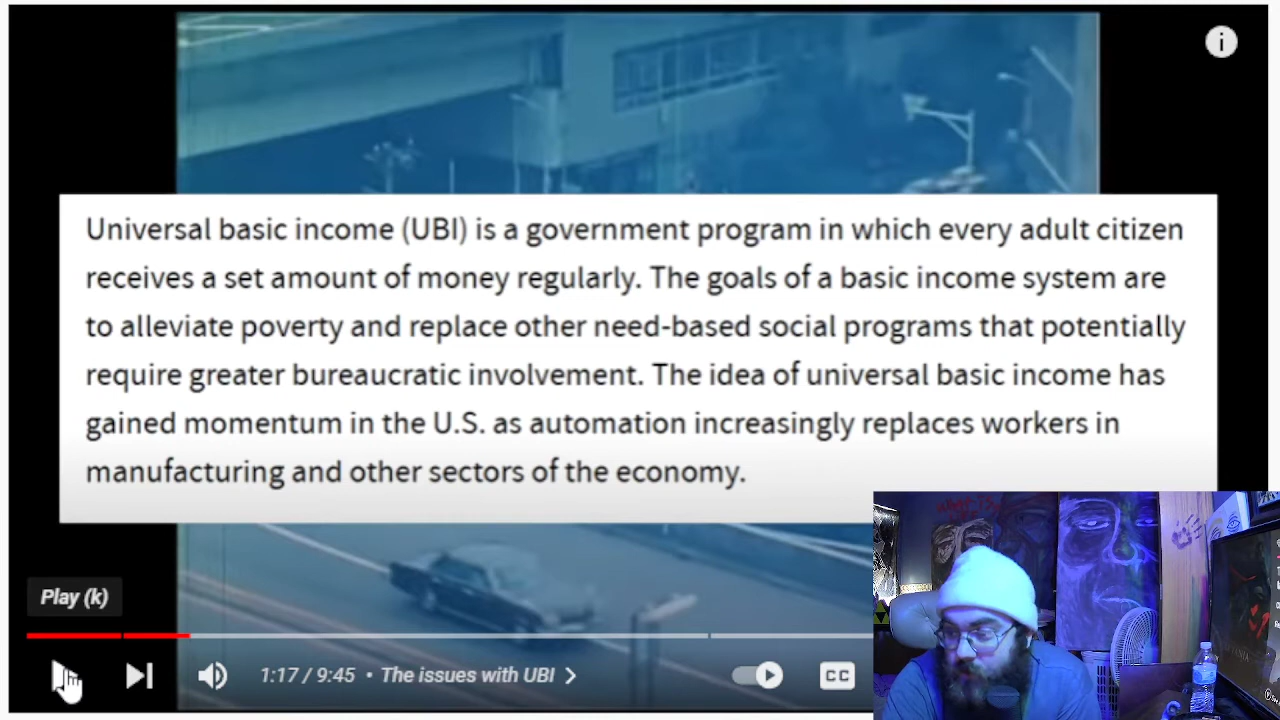 Universal basic income (UBI) is a government program in which every adult citizen
receives a set amount of money regularly. The goals of a basic income system are
to alleviate poverty and replace other need-based social programs that potentially
require greater bureaucratic involvement. The idea of universal basic income has
gained momentum in the U.S. as automation increasingly replaces workers in
manufacturing and other sectors of the economy.
Play (k)
1:17 / 9:45 • The issues with UBI
CC